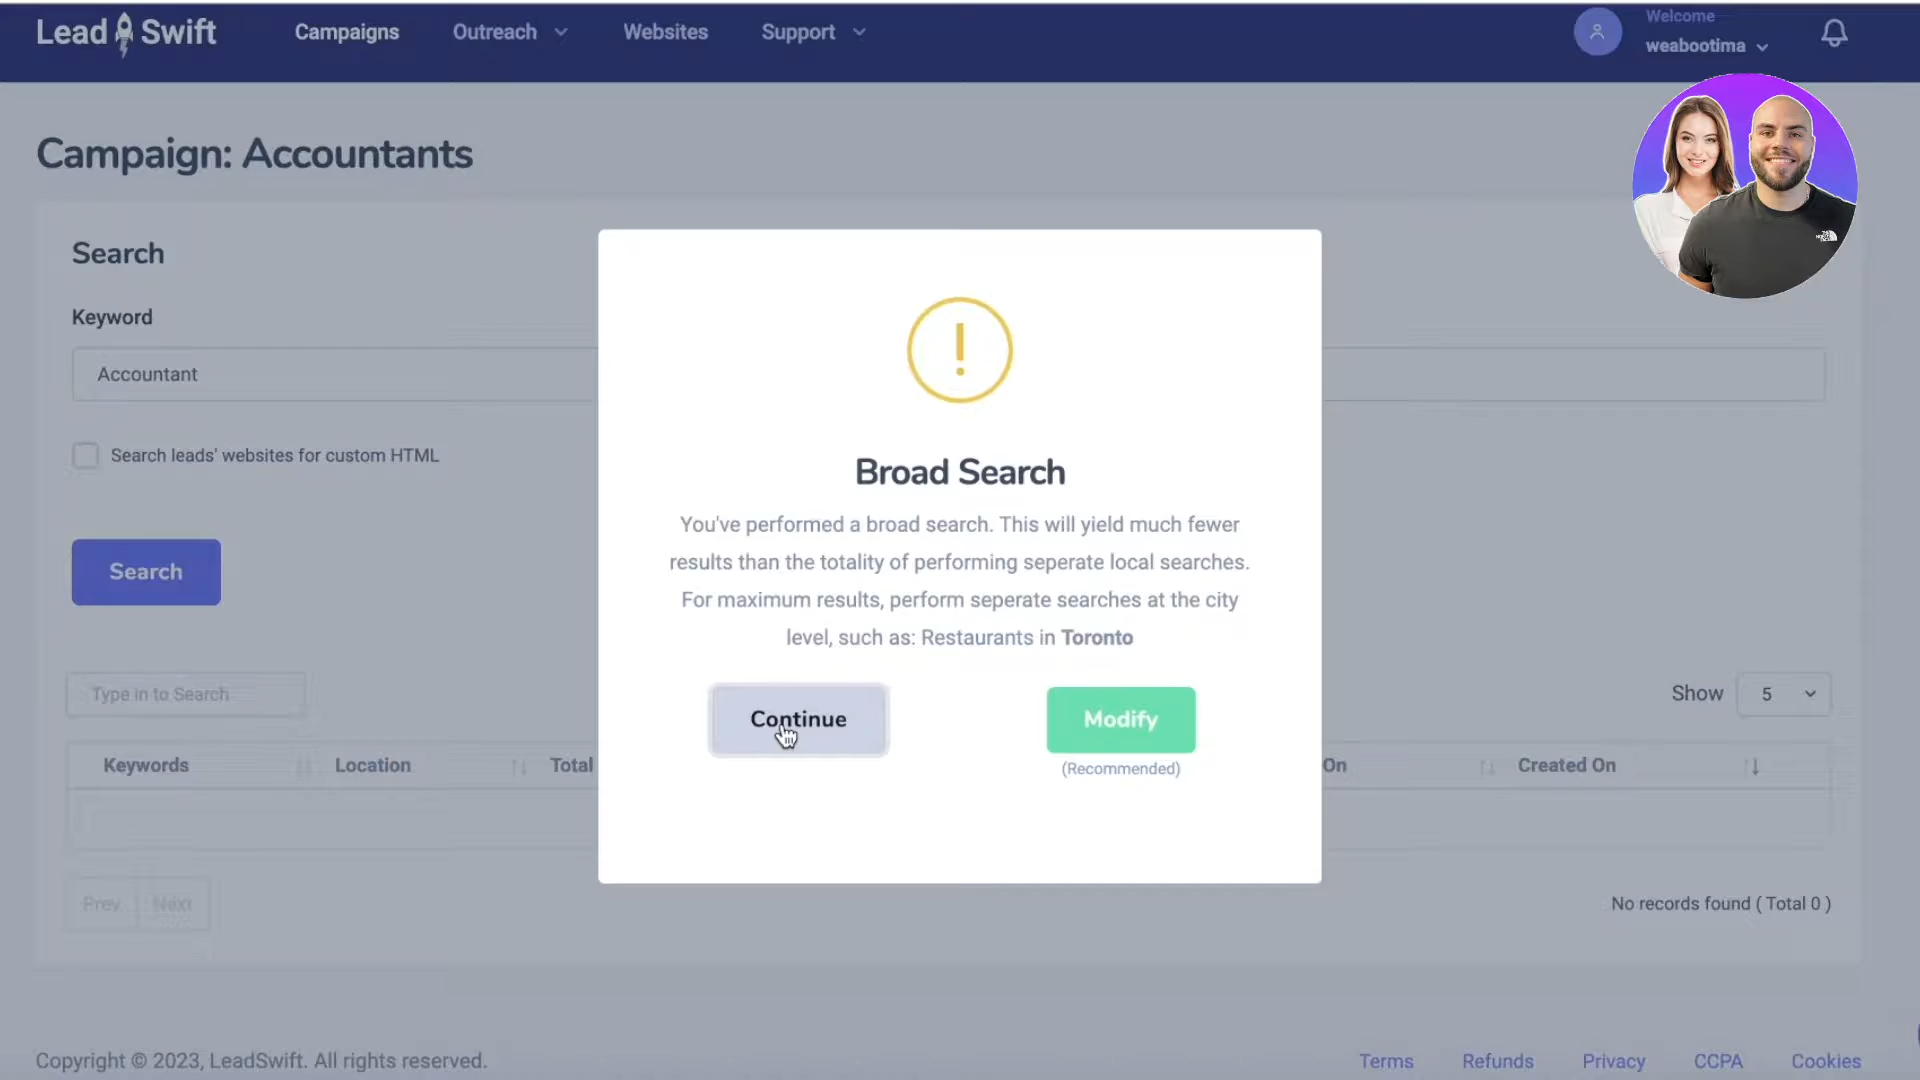 Lead Swift
Campaigns
Outreach
Websites
Support
Welcome
weabootima
Campaign: Accountants
Search
Keyword
Accountant
Search leads' websites for custom HTML
Search
Broad Search
You've performed a broad search. This will yield much fewer
results than the totality of performing seperate local searches.
For maximum results, perform seperate searches at the city
level, such as: Restaurants in Toronto
Continue
Modify
(Recommended)
Type in to Search
Show 5
Keywords Location Total On Created On
Prev Next
No records found ( Total 0 )
Copyright © 2023, LeadSwift. All rights reserved.
Terms Refunds Privacy CCPA Cookies